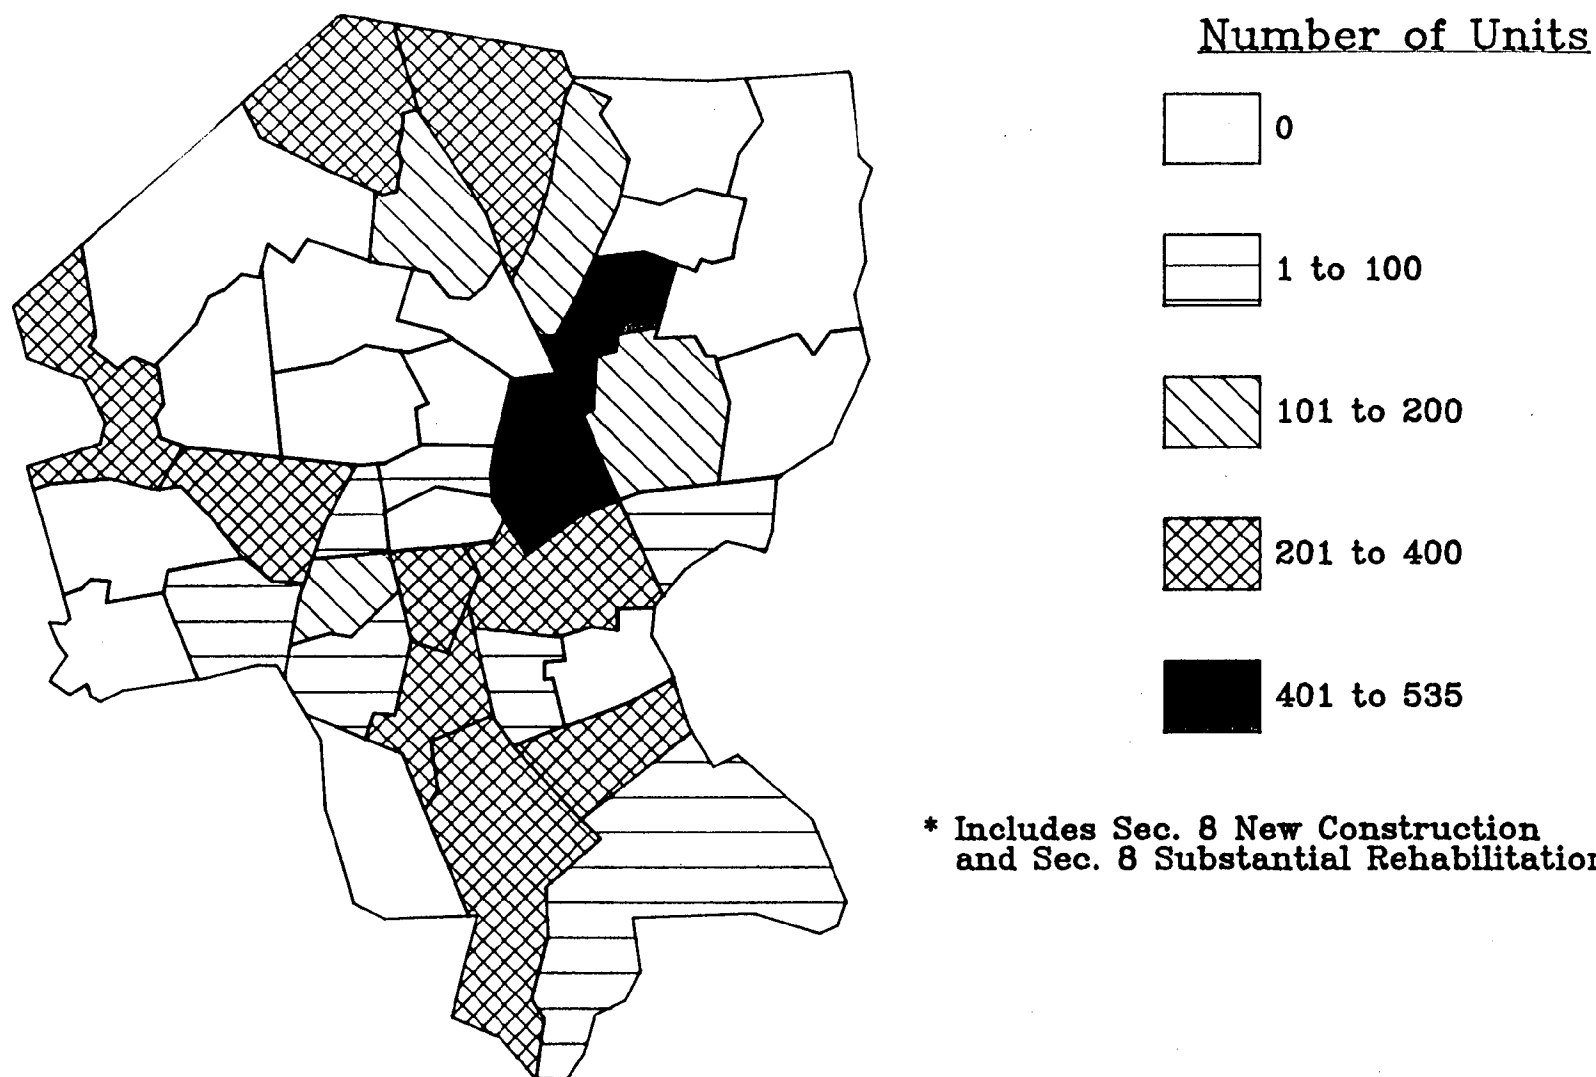 Number of Units
0
1 to 100
101 to 200
201 to 400
401 to 535
* Includes Sec. 8 New Construction
and Sec. 8 Substantial Rehabilitation